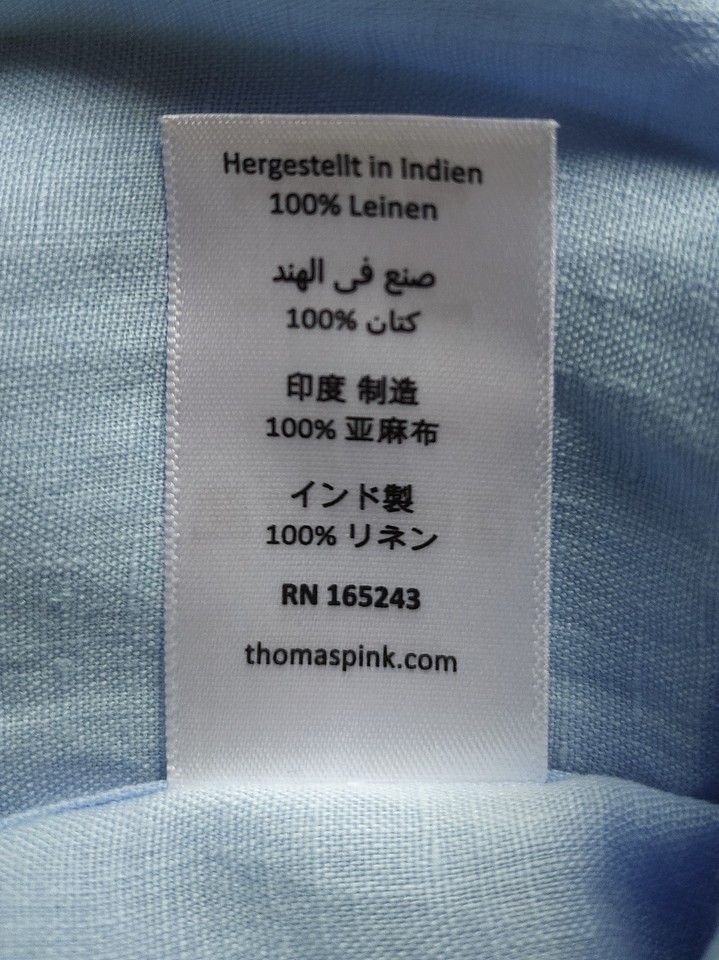 Hergestellt in Indien
100% Leinen
صنع فى الهند
100% كتان
印度 制造
100% 亚麻布
インド製
100% リネン
RN 165243
thomaspink.com